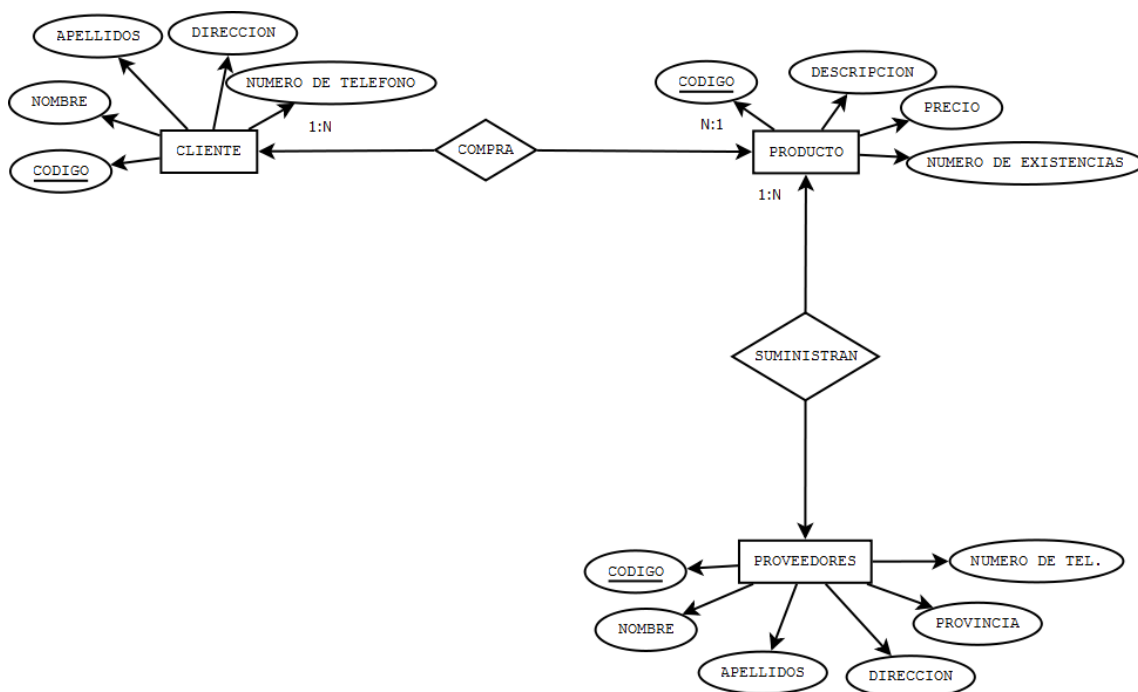 APELLIDOS
DIRECCION
NUMERO DE TELEFONO
NOMBRE
CODIGO
CLIENTE
1:N
COMPRA
CODIGO
DESCRIPCION
PRECIO
NUMERO DE EXISTENCIAS
N:1
PRODUCTO
1:N
SUMINISTRAN
PROVEEDORES
CODIGO
NOMBRE
APELLIDOS
DIRECCION
PROVINCIA
NUMERO DE TEL.